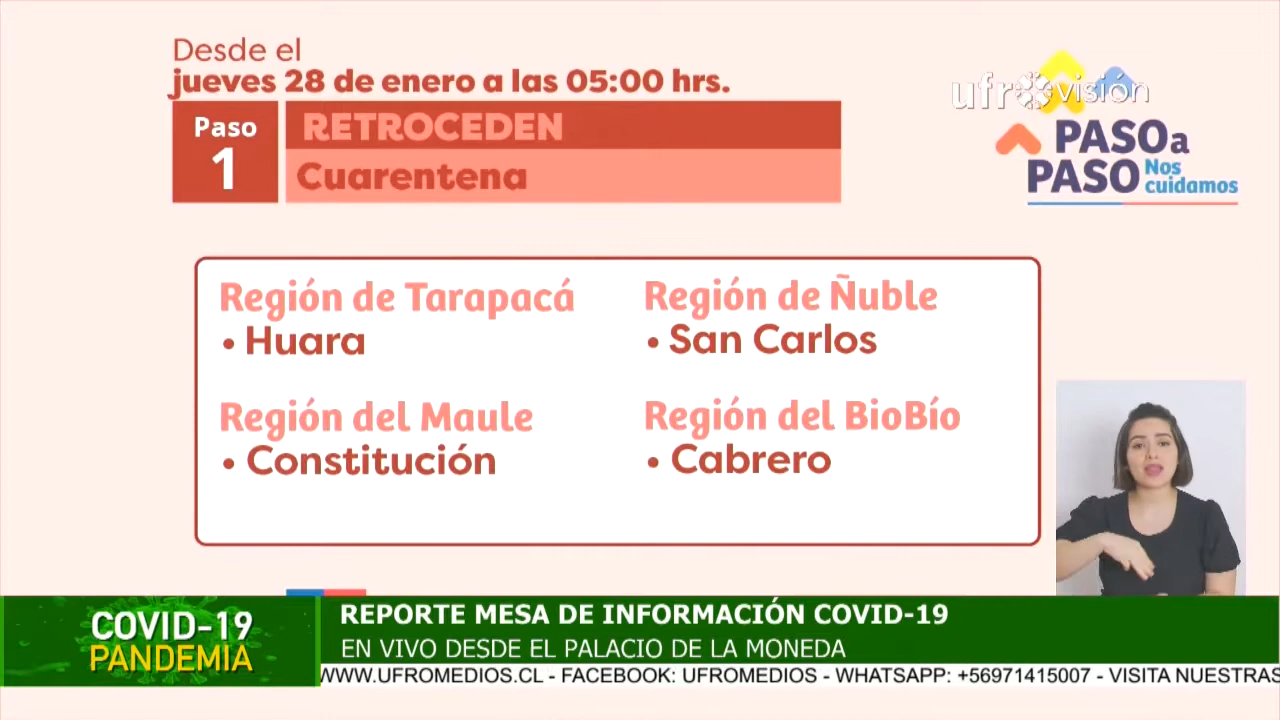 Desde el
jueves 28 de enero a las 05:00 hrs.
Paso
1
RETROCEDEN
Cuarentena
ufro visión
PASO a
PASO Nos
cuidamos
Región de Tarapacá
• Huara
Región de Ñuble
• San Carlos
Región del Maule
• Constitución
Región del BioBío
• Cabrero
COVID-19
PANDEMIA
REPORTE MESA DE INFORMACIÓN COVID-19
EN VIVO DESDE EL PALACIO DE LA MONEDA
WWW.UFROMEDIOS.CL - FACEBOOK: UFROMEDIOS - WHATSAPP: +56971415007 - VISITA NUESTRAS